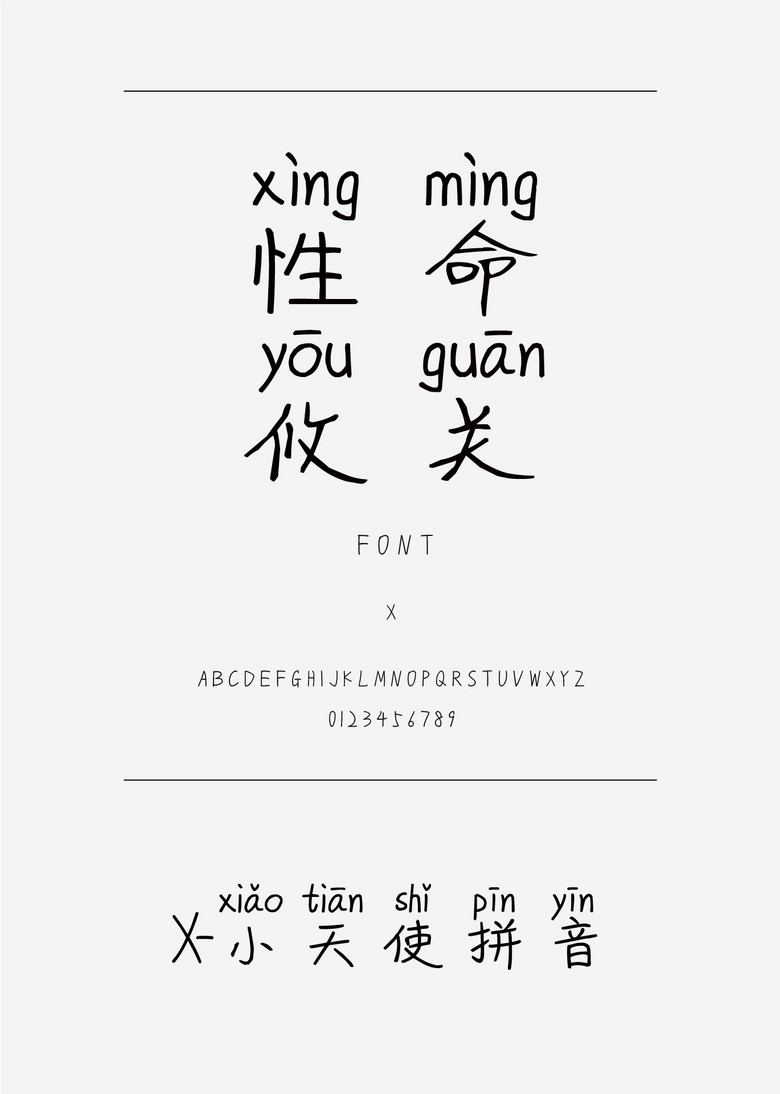 xìng mìng
性命
yōu guān
攸关
FONT
X
ABCDEFGHIJKLMNOPQRSTUVWXYZ
0123456789
xiǎo tiān shǐ pīn yīn
X-小天使拼音